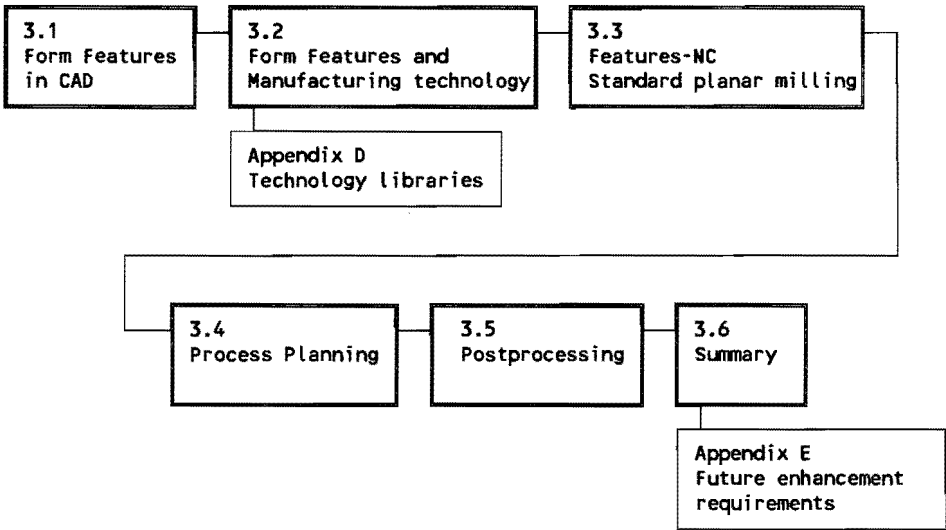 3.1
Form Features
in CAD
3.2
Form Features and
Manufacturing technology
3.3
Features-NC
Standard planar milling
Appendix D
Technology libraries
3.4
Process Planning
3.5
Postprocessing
3.6
Summary
Appendix E
Future enhancement
requirements